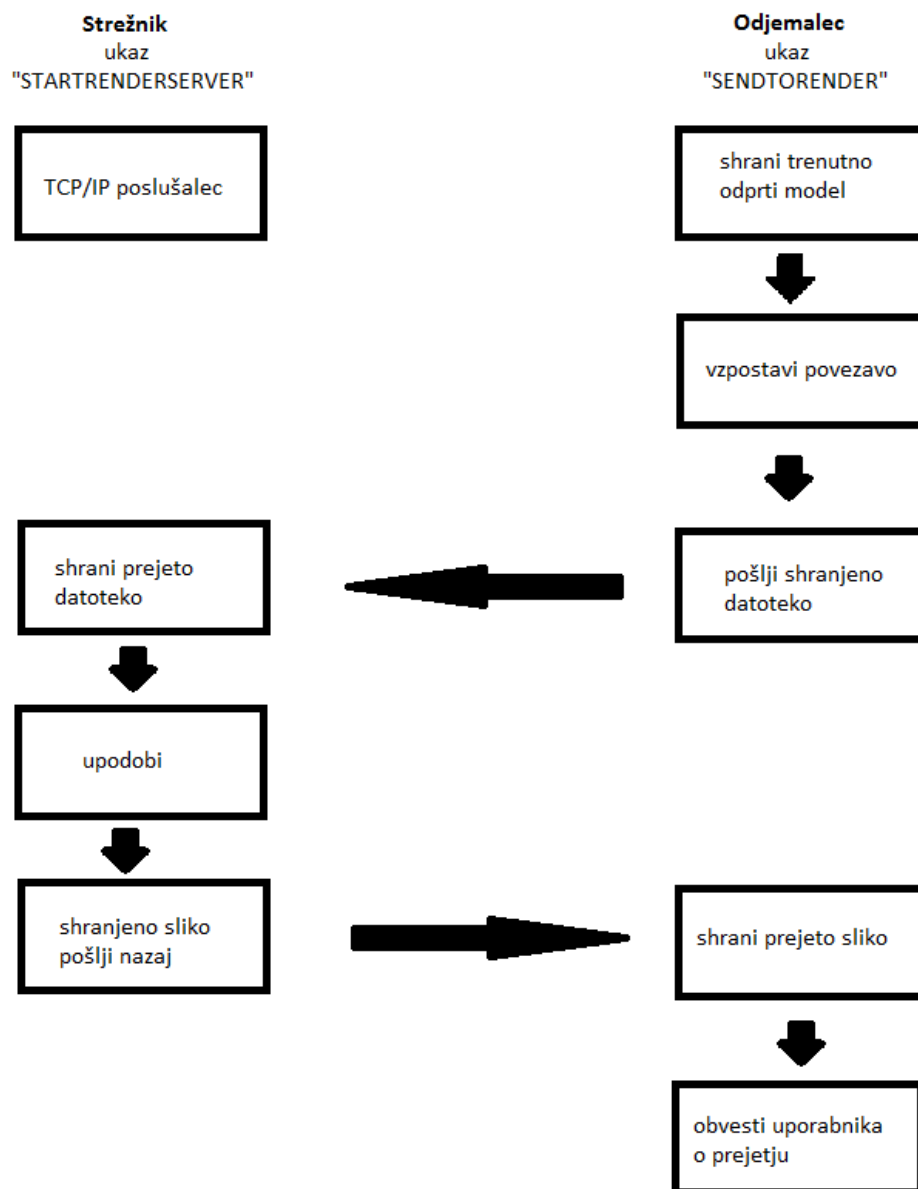 Strežnik
ukaz
"STARTRENDERSERVER"
Odjemalec
ukaz
"SENDTORENDER"
TCP/IP poslušalec
shrani trenutno
odprti model
vzpostavi povezavo
pošlji shranjeno
datoteko
shrani prejeto
datoteko
upodobi
shranjeno sliko
pošlji nazaj
shrani prejeto sliko
obvesti uporabnika
o prejetju